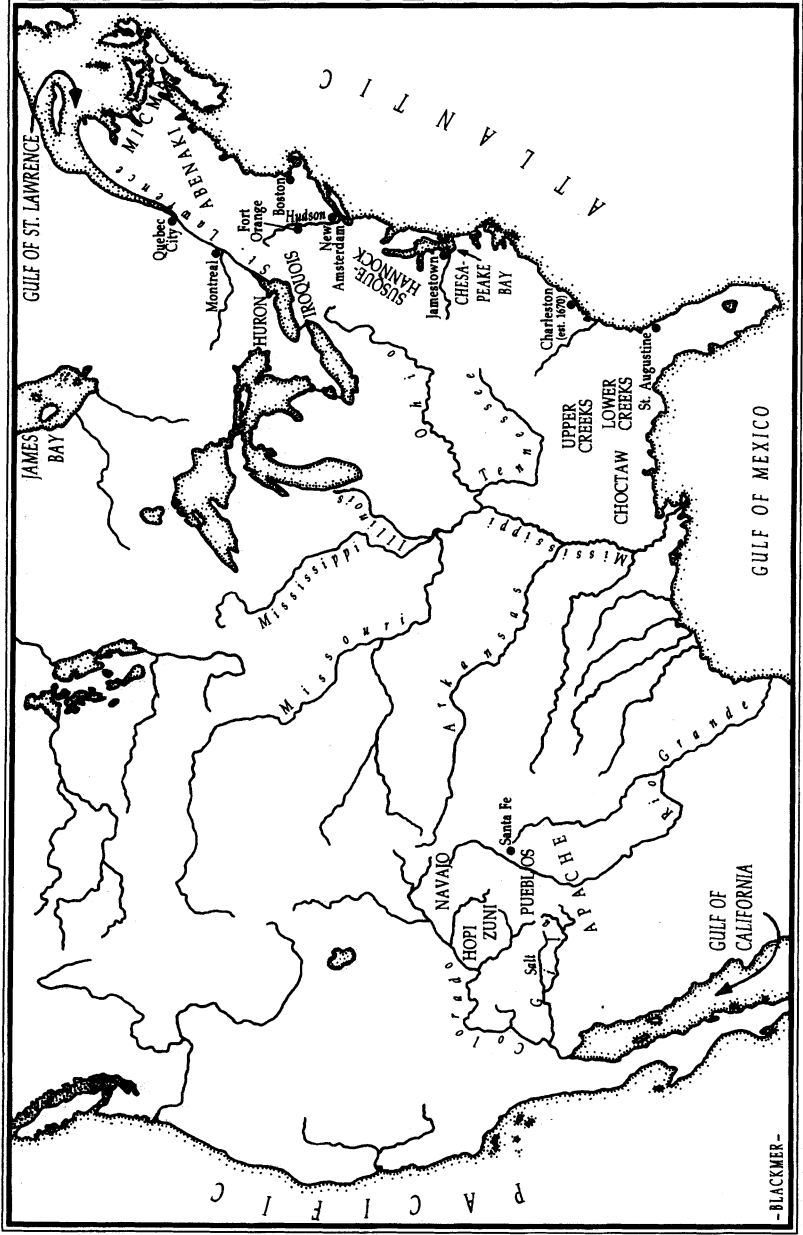 GULF OF ST. LAWRENCE
MICMAC
ABENAKI
St Lawrence
Quebec
City
Montreal
Boston
Fort
Orange
Hudson
New
Amsterdam
HURON
IROQUOIS
SUSQUE-
HANNOCK
Jamestown
CHESA-
PEAKE
BAY
ATLANTIC
Charleston
(est. 1670)
St. Augustine
JAMES
BAY
Ohio
Tennessee
UPPER
CREEKS
LOWER
CREEKS
CHOCTAW
GULF OF MEXICO
Illinois
Mississippi
Mississippi
Missouri
Arkansas
Rio Grande
Santa Fe
NAVAJO
PUEBLOS
HOPI
ZUNI
APACHE
Salt
Gila
Colorado
GULF OF
CALIFORNIA
PACIFIC
-BLACKMER-